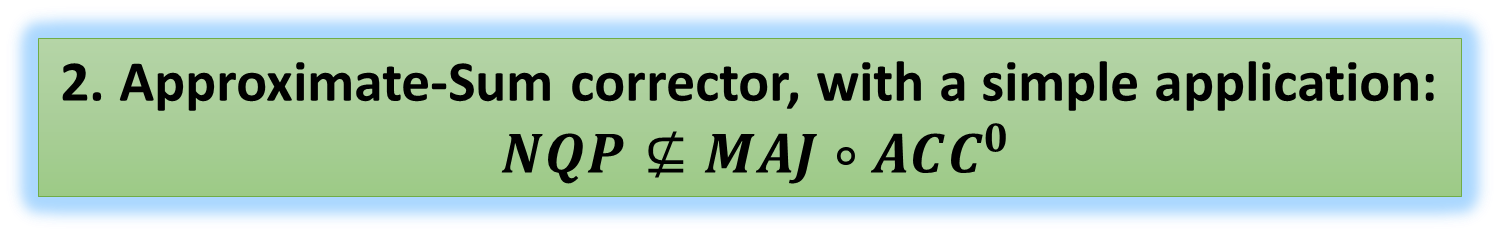 2. Approximate-Sum corrector, with a simple application:
𝑵𝑸𝑷 ⊈ 𝑴𝑨𝑱 ∘ 𝑨𝑪𝑪⁰